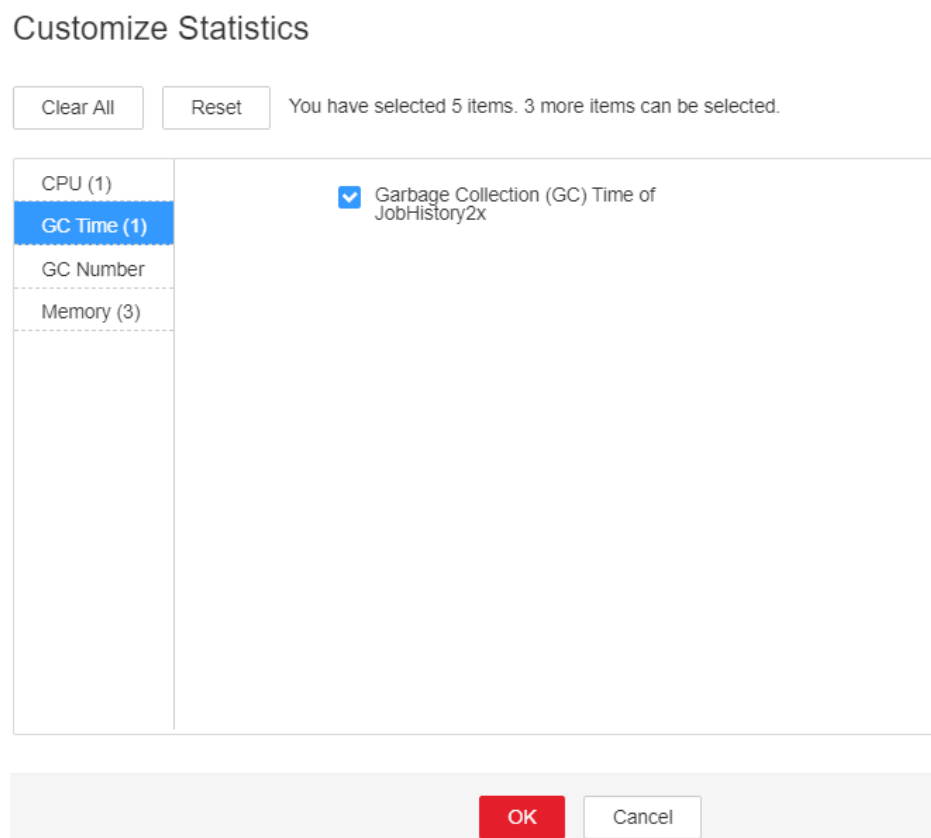 Customize Statistics
Clear All
Reset
You have selected 5 items. 3 more items can be selected.
CPU (1)
GC Time (1)
GC Number
Memory (3)
Garbage Collection (GC) Time of
JobHistory2x
OK
Cancel